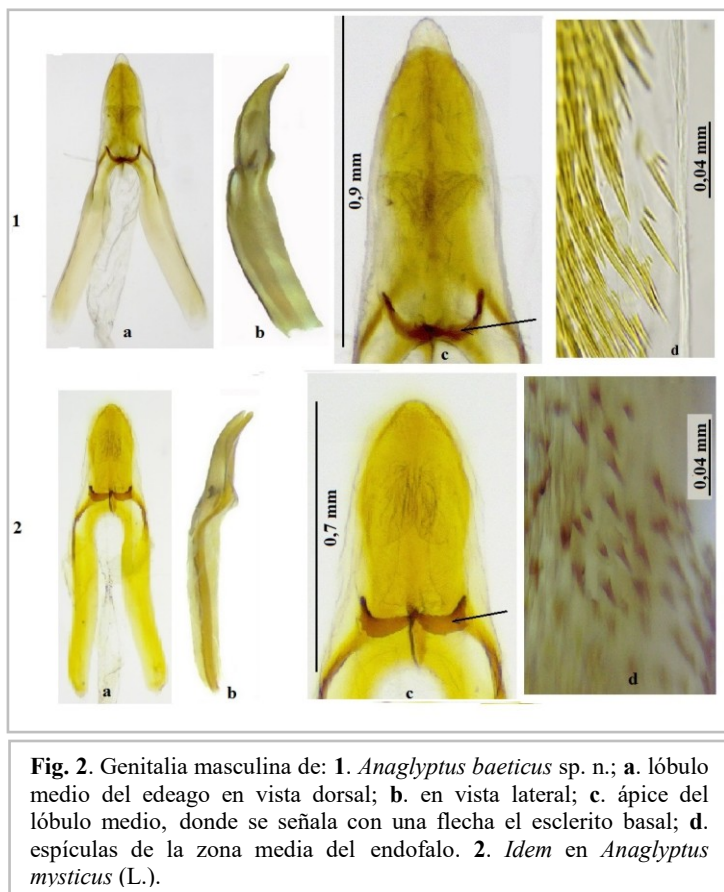 1
a
b
0,9 mm
c
0,04 mm
d
2
a
b
0,7 mm
c
0,04 mm
d
Fig. 2. Genitalia masculina de: 1. Anaglyptus baeticus sp. n.; a. lóbulo
medio del edeago en vista dorsal; b. en vista lateral; c. ápice del
lóbulo medio, donde se señala con una flecha el esclerito basal; d.
espículas de la zona media del endofalo. 2. Idem en Anaglyptus
mysticus (L.).